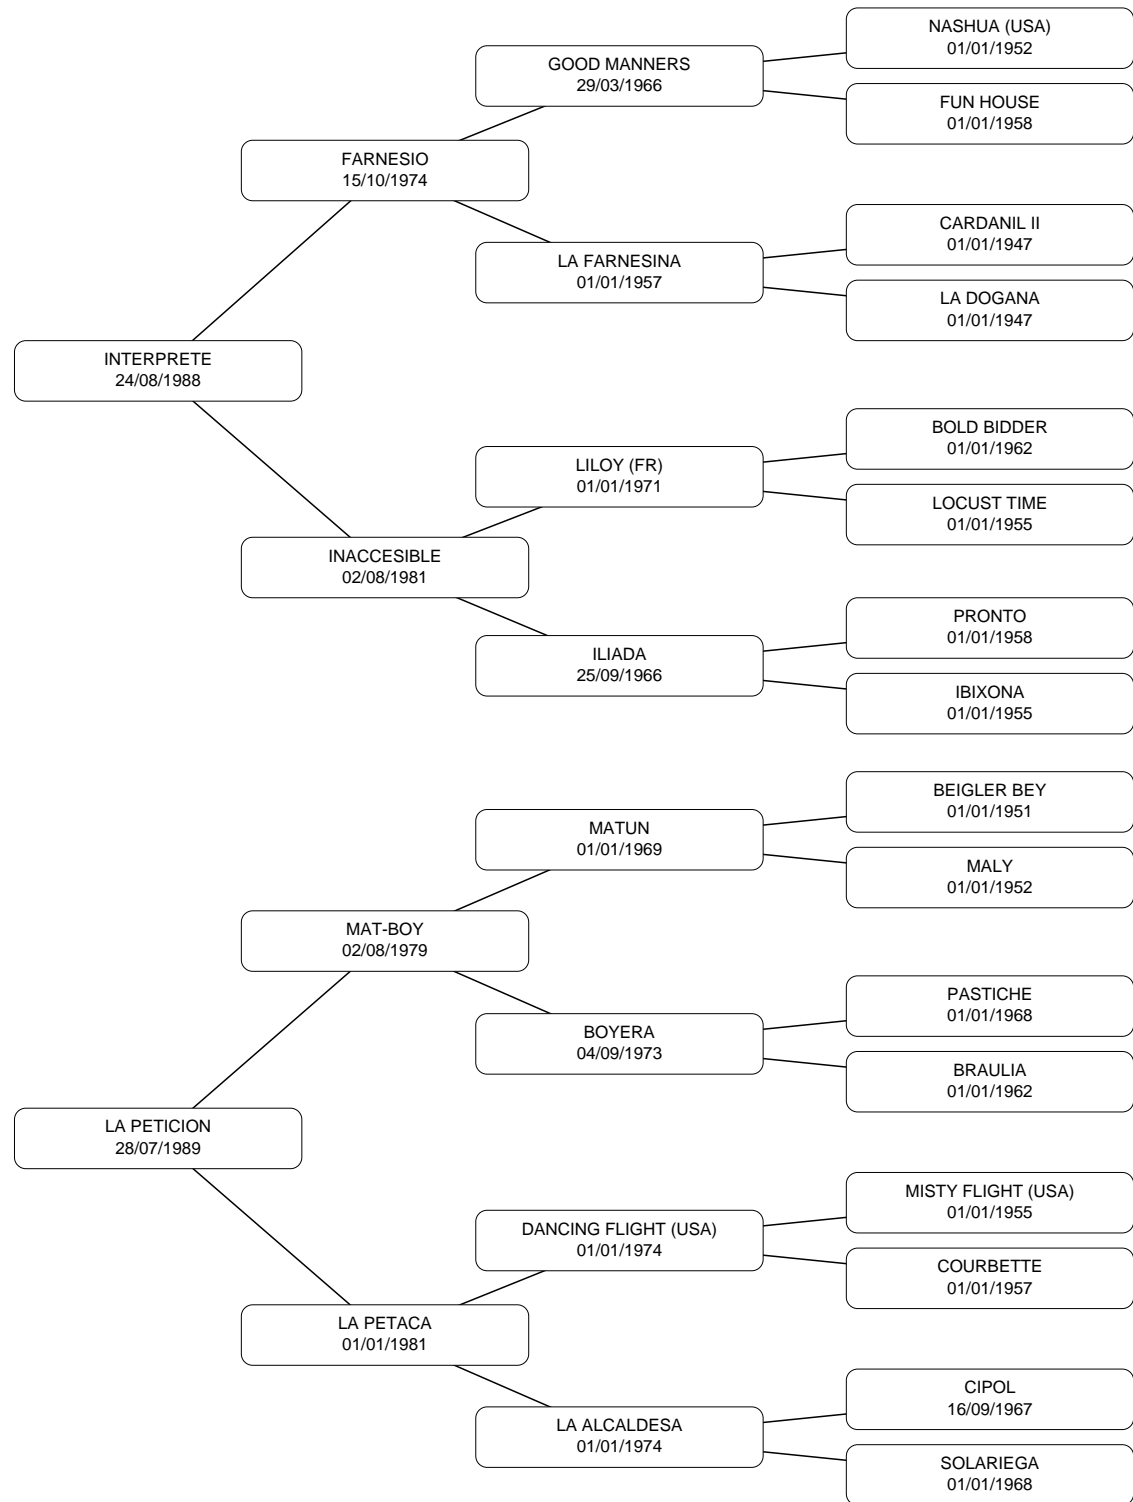 NASHUA (USA)
01/01/1952
GOOD MANNERS
29/03/1966
FUN HOUSE
01/01/1958
FARNESIO
15/10/1974
CARDANIL II
01/01/1947
LA FARNESINA
01/01/1957
LA DOGANA
01/01/1947
INTERPRETE
24/08/1988
BOLD BIDDER
01/01/1962
LILOY (FR)
01/01/1971
LOCUST TIME
01/01/1955
INACCESIBLE
02/08/1981
PRONTO
01/01/1958
ILIADA
25/09/1966
IBIXONA
01/01/1955
BEIGLER BEY
01/01/1951
MATUN
01/01/1969
MALY
01/01/1952
MAT-BOY
02/08/1979
PASTICHE
01/01/1968
BOYERA
04/09/1973
BRAULIA
01/01/1962
LA PETICION
28/07/1989
MISTY FLIGHT (USA)
01/01/1955
DANCING FLIGHT (USA)
01/01/1974
COURBETTE
01/01/1957
LA PETACA
01/01/1981
CIPOL
16/09/1967
LA ALCALDESA
01/01/1974
SOLARIEGA
01/01/1968